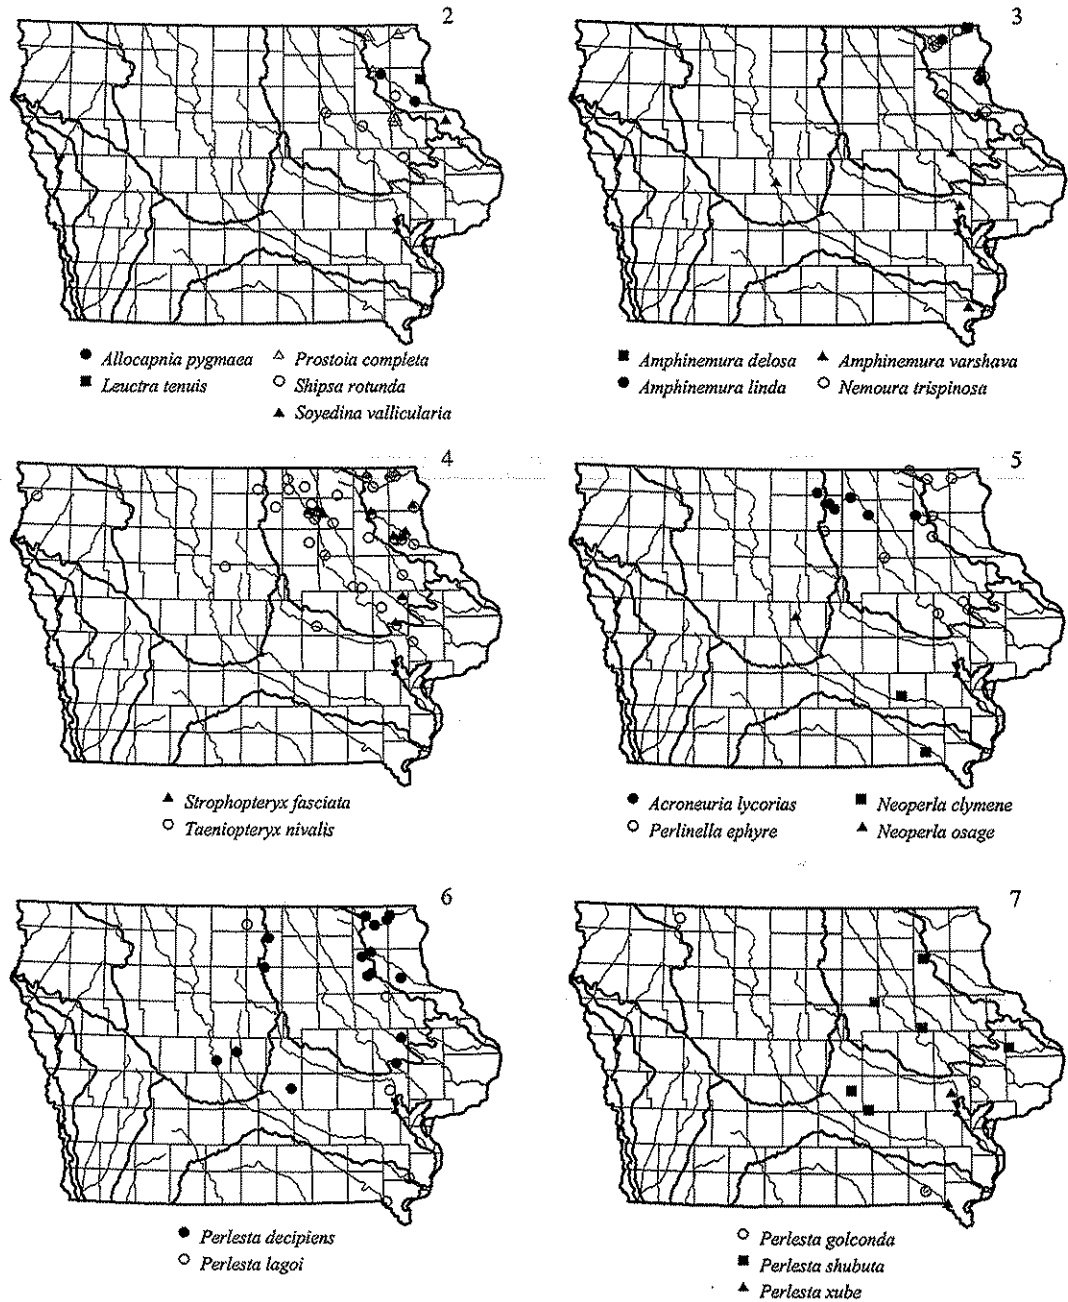 2
3
● Allocapnia pygmaea △ Prostoia completa
■ Leuctra tenuis ○ Shipsa rotunda
▲ Soyedina vallicularia
■ Amphinemura delosa ▲ Amphinemura varshava
● Amphinemura linda ○ Nemoura trispinosa
4
5
▲ Strophopteryx fasciata
○ Taeniopteryx nivalis
● Acroneuria lycorias ■ Neoperla clymene
○ Perlinella ephyre ▲ Neoperla osage
6
7
● Perlesta decipiens
○ Perlesta lagoi
○ Perlesta golconda
■ Perlesta shubuta
▲ Perlesta xube